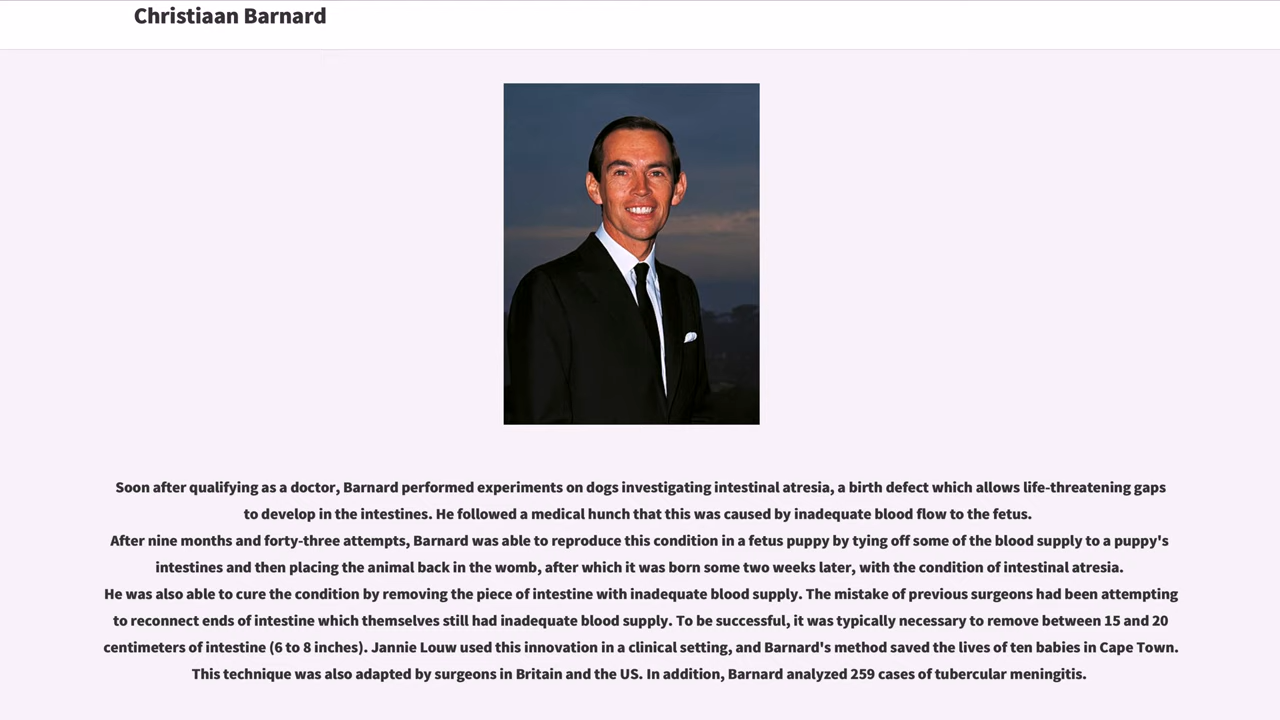 Christiaan Barnard
Soon after qualifying as a doctor, Barnard performed experiments on dogs investigating intestinal atresia, a birth defect which allows life-threatening gaps
to develop in the intestines. He followed a medical hunch that this was caused by inadequate blood flow to the fetus.
After nine months and forty-three attempts, Barnard was able to reproduce this condition in a fetus puppy by tying off some of the blood supply to a puppy's
intestines and then placing the animal back in the womb, after which it was born some two weeks later, with the condition of intestinal atresia.
He was also able to cure the condition by removing the piece of intestine with inadequate blood supply. The mistake of previous surgeons had been attempting
to reconnect ends of intestine which themselves still had inadequate blood supply. To be successful, it was typically necessary to remove between 15 and 20
centimeters of intestine (6 to 8 inches). Jannie Louw used this innovation in a clinical setting, and Barnard's method saved the lives of ten babies in Cape Town.
This technique was also adapted by surgeons in Britain and the US. In addition, Barnard analyzed 259 cases of tubercular meningitis.